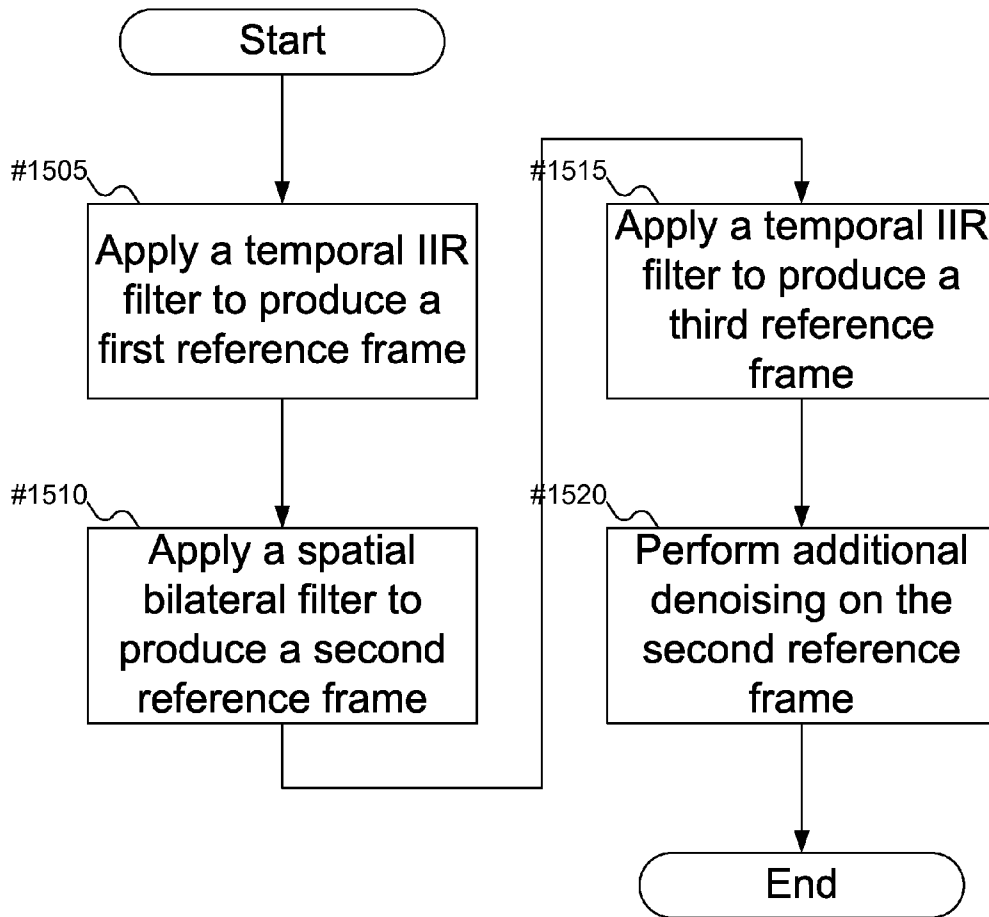 Start
#1505
Apply a temporal IIR
filter to produce a
first reference frame
#1510
Apply a spatial
bilateral filter to
produce a second
reference frame
#1515
Apply a temporal IIR
filter to produce a
third reference
frame
#1520
Perform additional
denoising on the
second reference
frame
End